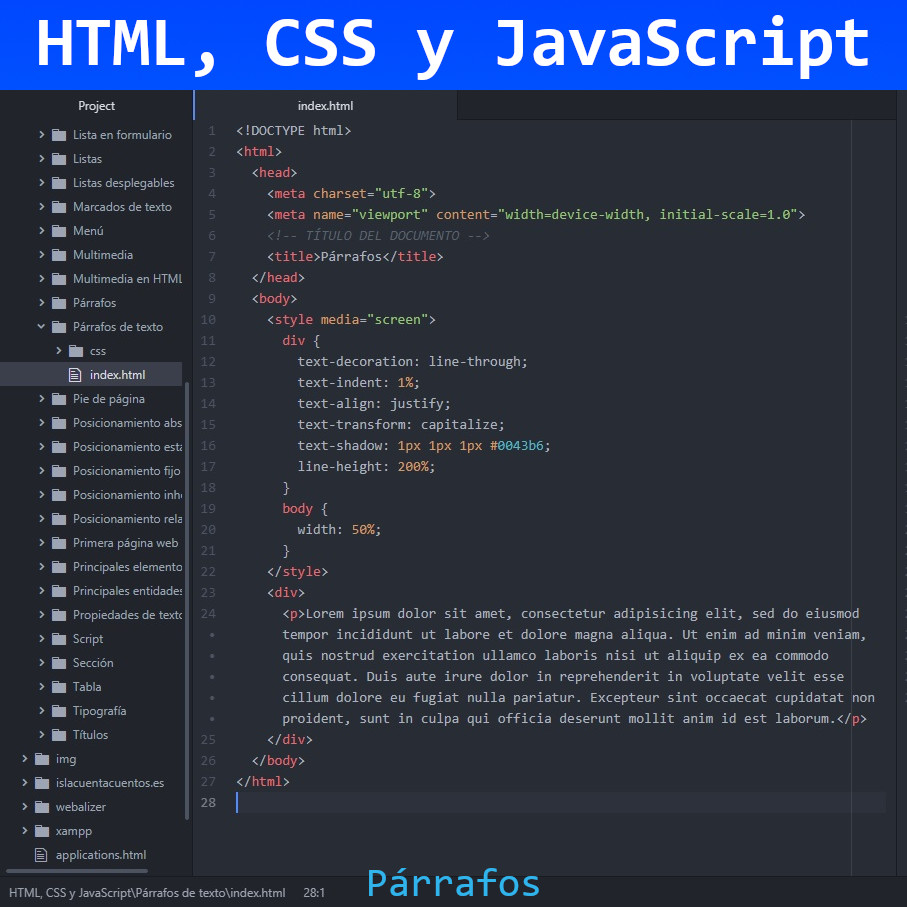 HTML, CSS y JavaScript
Project
index.html
Lista en formulario
Listas
Listas desplegables
Marcados de texto
Menú
Multimedia
Multimedia en HTML
Párrafos
Párrafos de texto
css
index.html
Pie de página
Posicionamiento abs
Posicionamiento está
Posicionamiento fijo
Posicionamiento inh
Posicionamiento rela
Primera página web
Principales elemento
Principales entidades
Propiedades de texto
Script
Sección
Tabla
Tipografía
Títulos
img
islacuentacuentos.es
webalizer
xampp
applications.html
1 <!DOCTYPE html>
2 <html>
3 <head>
4 <meta charset="utf-8">
5 <meta name="viewport" content="width=device-width, initial-scale=1.0">
6 <!-- TÍTULO DEL DOCUMENTO -->
7 <title>Párrafos</title>
8 </head>
9 <body>
10 <style media="screen">
11 div {
12 text-decoration: line-through;
13 text-indent: 1%;
14 text-align: justify;
15 text-transform: capitalize;
16 text-shadow: 1px 1px 1px #0043b6;
17 line-height: 200%;
18 }
19 body {
20 width: 50%;
21 }
22 </style>
23 <div>
24 <p>Lorem ipsum dolor sit amet, consectetur adipisicing elit, sed do eiusmod
• tempor incididunt ut labore et dolore magna aliqua. Ut enim ad minim veniam,
• quis nostrud exercitation ullamco laboris nisi ut aliquip ex ea commodo
• consequat. Duis aute irure dolor in reprehenderit in voluptate velit esse
• cillum dolore eu fugiat nulla pariatur. Excepteur sint occaecat cupidatat non
• proident, sunt in culpa qui officia deserunt mollit anim id est laborum.</p>
25 </div>
26 </body>
27 </html>
28
HTML, CSS y JavaScript\Párrafos de texto\index.html 28:1
Párrafos